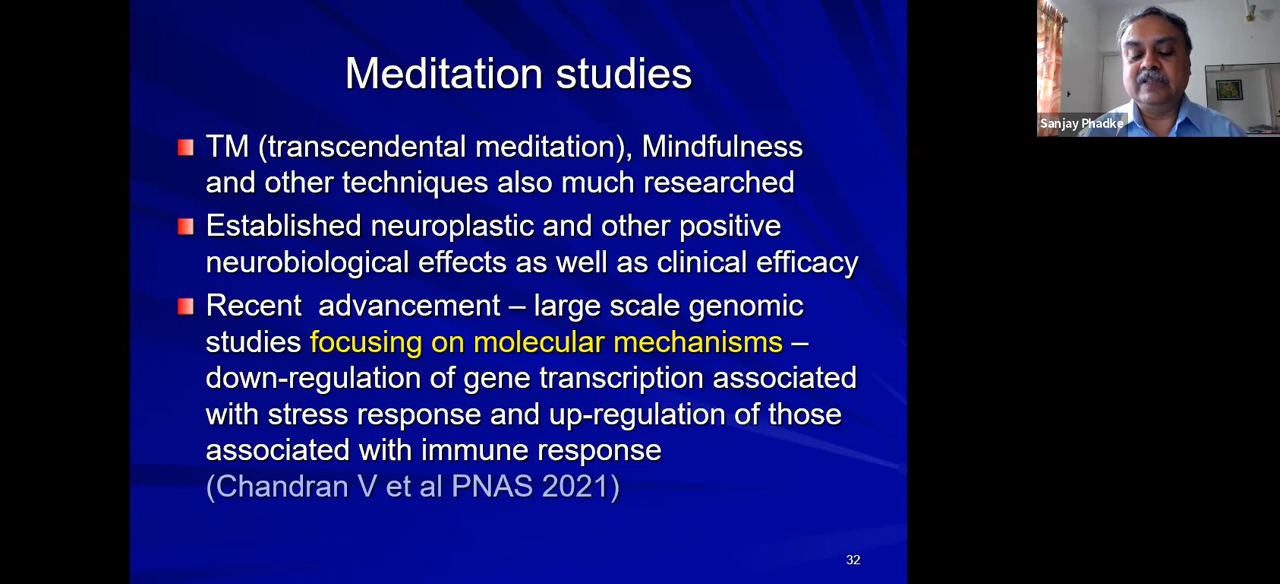 Meditation studies
TM (transcendental meditation), Mindfulness
and other techniques also much researched
Established neuroplastic and other positive
neurobiological effects as well as clinical efficacy
Recent advancement – large scale genomic
studies focusing on molecular mechanisms –
down-regulation of gene transcription associated
with stress response and up-regulation of those
associated with immune response
(Chandran V et al PNAS 2021)
32
Sanjay Phadke